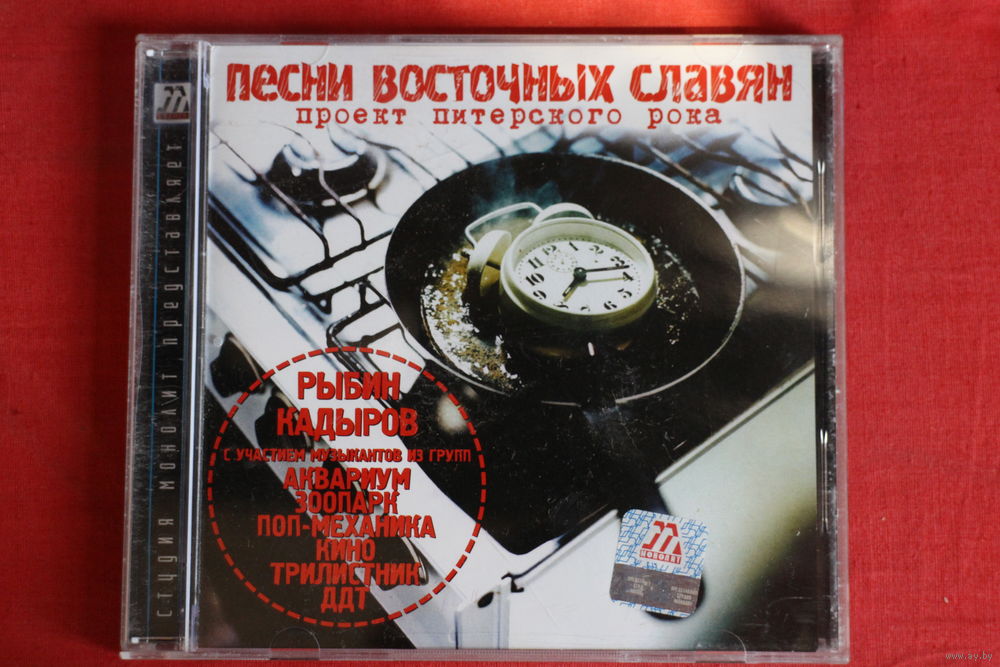 песни восточных славян
проект питерского рока
студия монолит представляет
РЫБИН
КАДЫРОВ
С УЧАСТИЕМ МУЗЫКАНТОВ ИЗ ГРУПП
АКВАРИУМ
ЗООПАРК
ПОП-МЕХАНИКА
КИНО
ТРИЛИСТНИК
ДДТ
МОНОЛИТ
www.ay.by